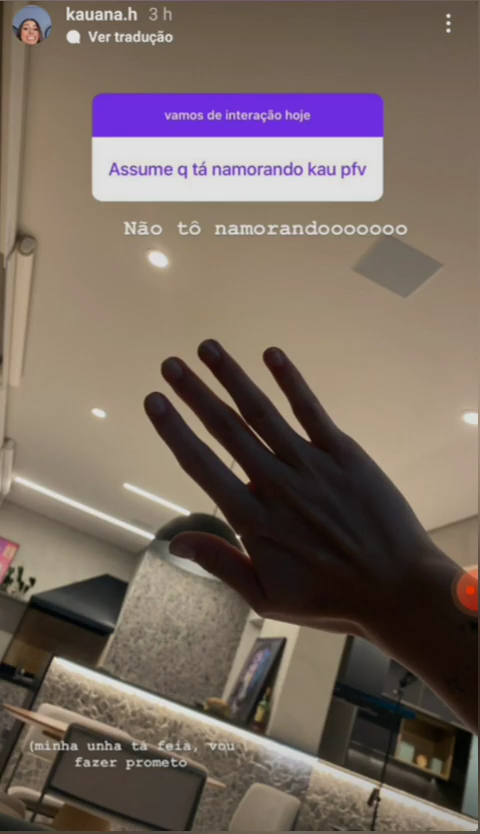 kauana.h 3 h
Ver tradução
vamos de interação hoje
Assume q tá namorando kau pfv
Não tô namorandooooooo
(minha unha tá feia, vou
fazer prometo